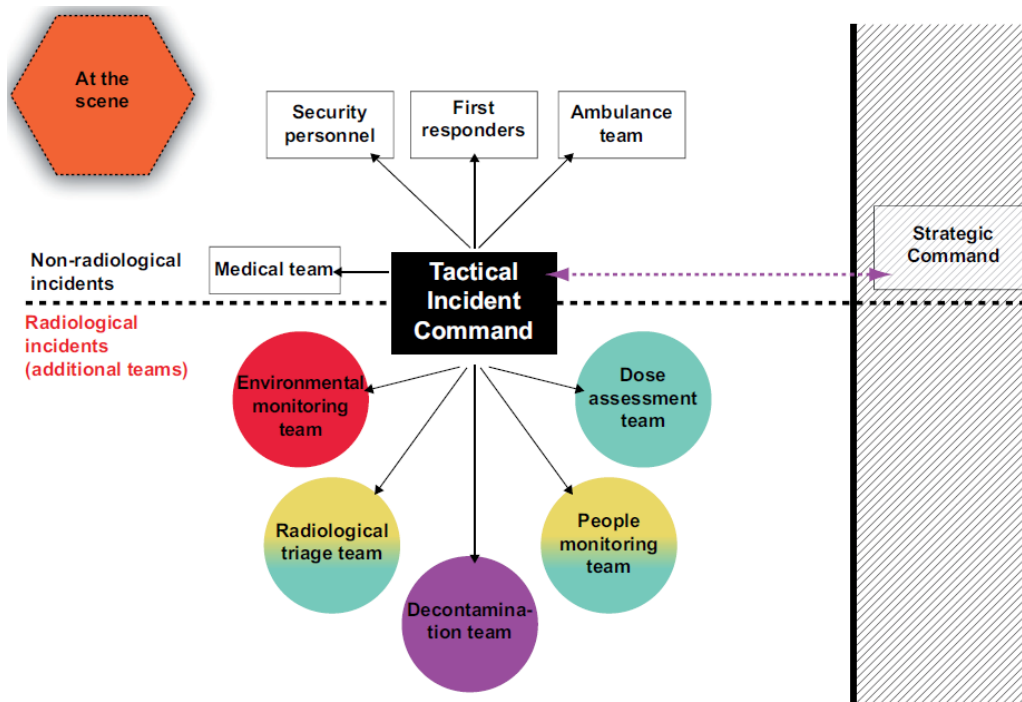 At the
scene
Security
personnel
First
responders
Ambulance
team
Non-radiological
incidents
Medical team
Tactical
Incident
Command
Strategic
Command
Radiological
incidents
(additional teams)
Environmental
monitoring
team
Dose
assessment
team
Radiological
triage team
People
monitoring
team
Decontamina-
tion team